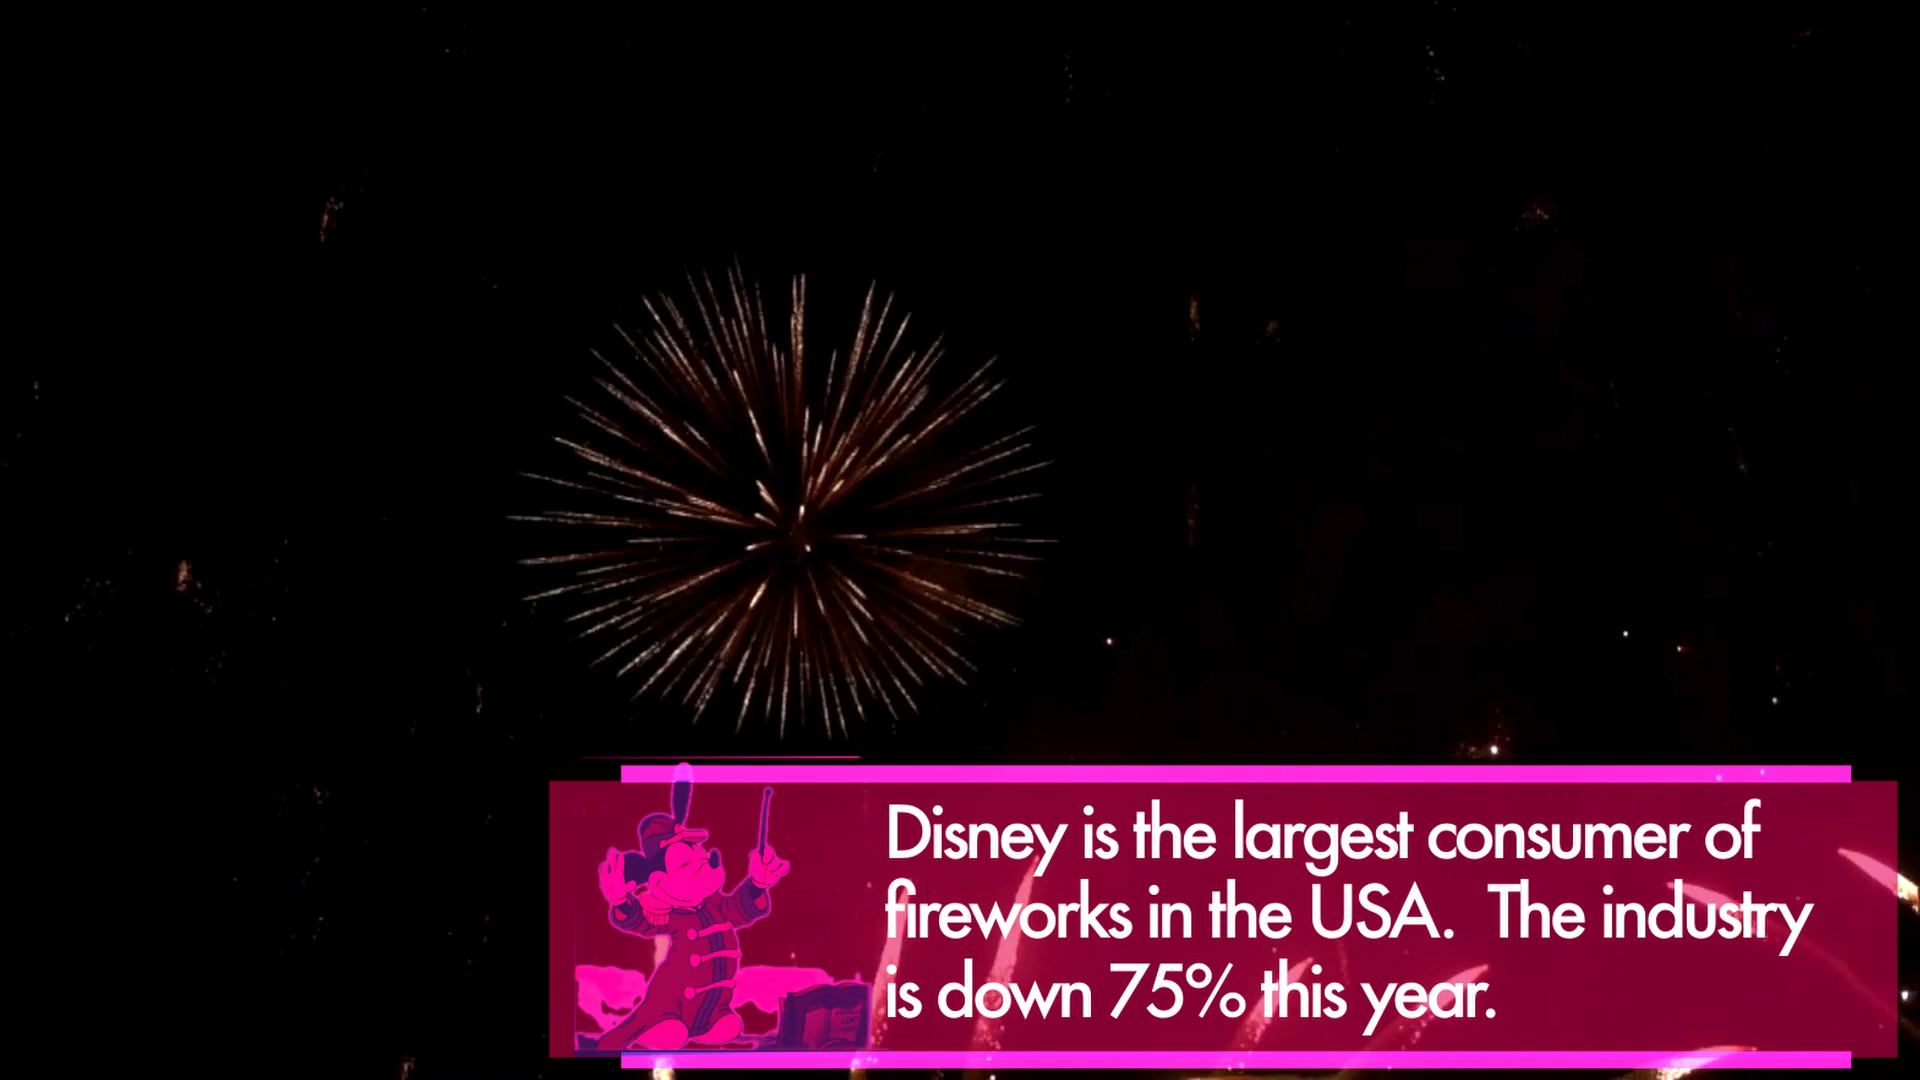 Disney is the largest consumer of
fireworks in the USA.  The industry
is down 75% this year.